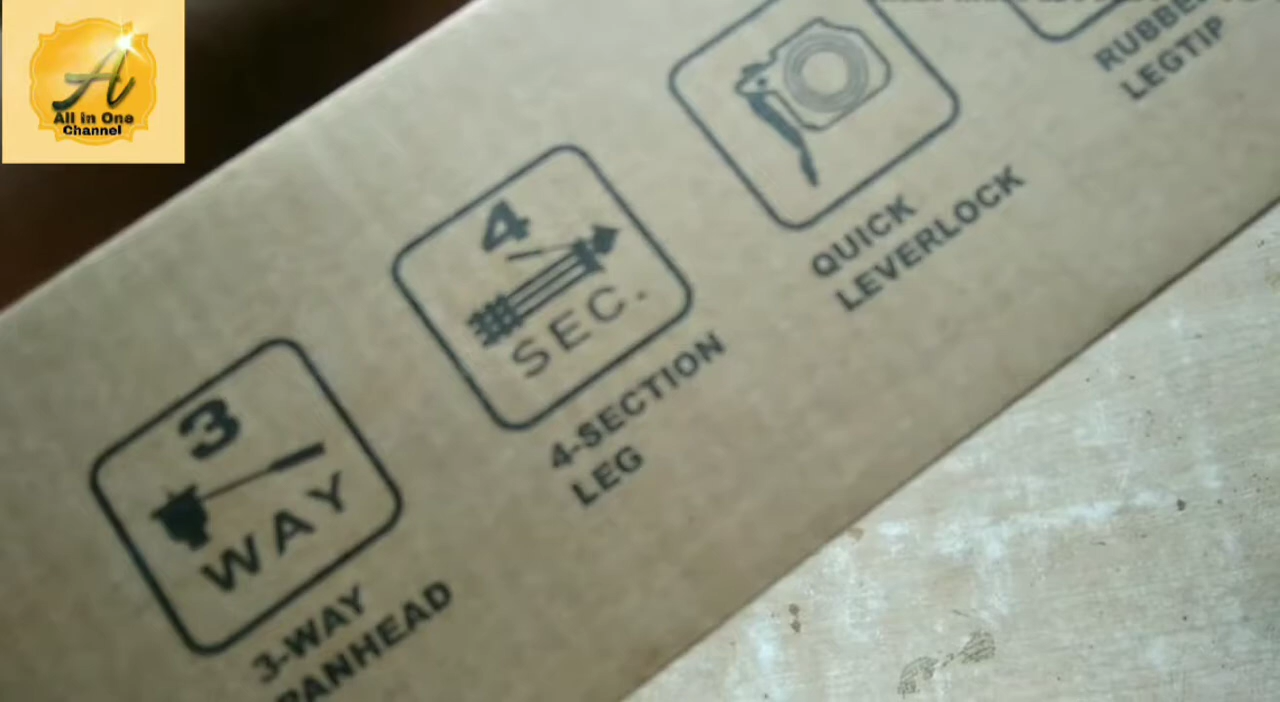 A
All in One
Channel
3
WAY
3-WAY
PANHEAD
4
SEC.
4-SECTION
LEG
QUICK
LEVERLOCK
LEGTIP